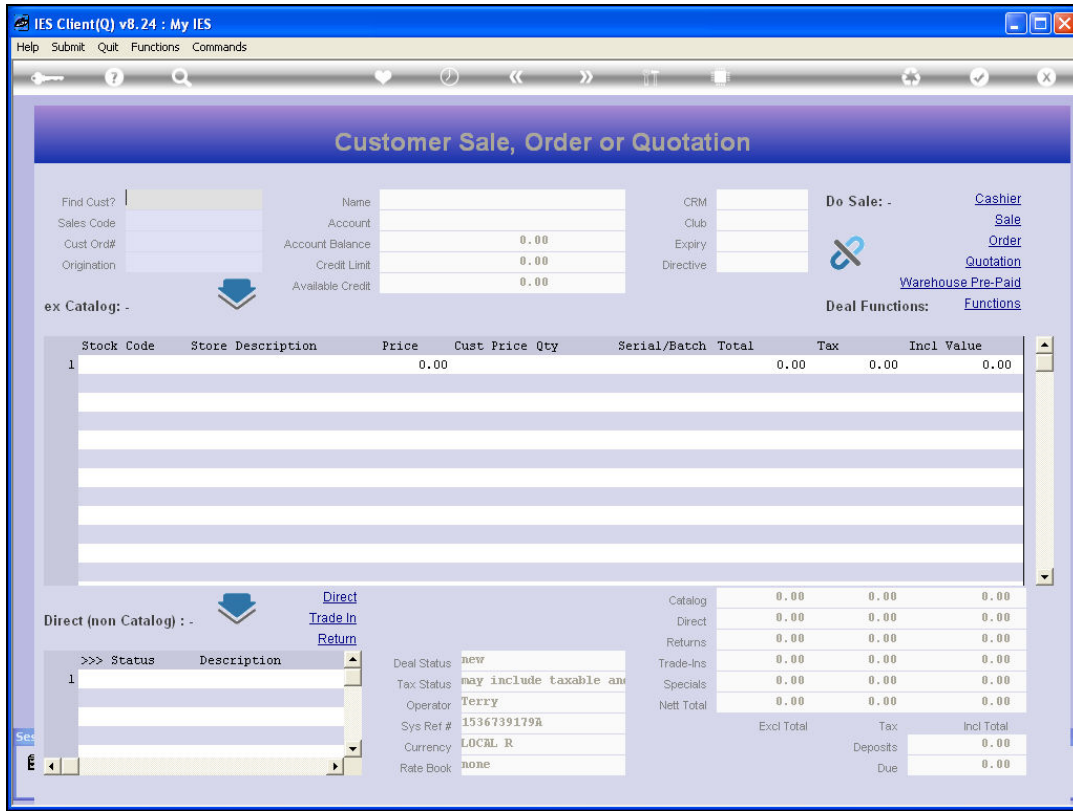 IES Client(Q) v8.24 : My IES
Help Submit Quit Functions Commands
Customer Sale, Order or Quotation
Find Cust? Name CRM Do Sale: - Cashier
Sales Code Account Club Sale
Cust Ord# Account Balance 0.00 Expiry Order
Origination Credit Limit 0.00 Directive Quotation
Available Credit 0.00 Warehouse Pre-Paid
ex Catalog: - Deal Functions: Functions
Stock Code Store Description Price Cust Price Qty Serial/Batch Total Tax Incl Value
1 0.00 0.00 0.00 0.00
Direct (non Catalog) : - Direct
Trade In
Return
Catalog 0.00 0.00 0.00
Direct 0.00 0.00 0.00
Returns 0.00 0.00 0.00
>>> Status Description
1
Deal Status new Trade-Ins 0.00 0.00 0.00
Tax Status may include taxable and Specials 0.00 0.00 0.00
Operator Terry Nett Total 0.00 0.00 0.00
Sys Ref # 1536739179A Excl Total Tax Incl Total
Currency LOCAL R Deposits 0.00
Rate Book none Due 0.00